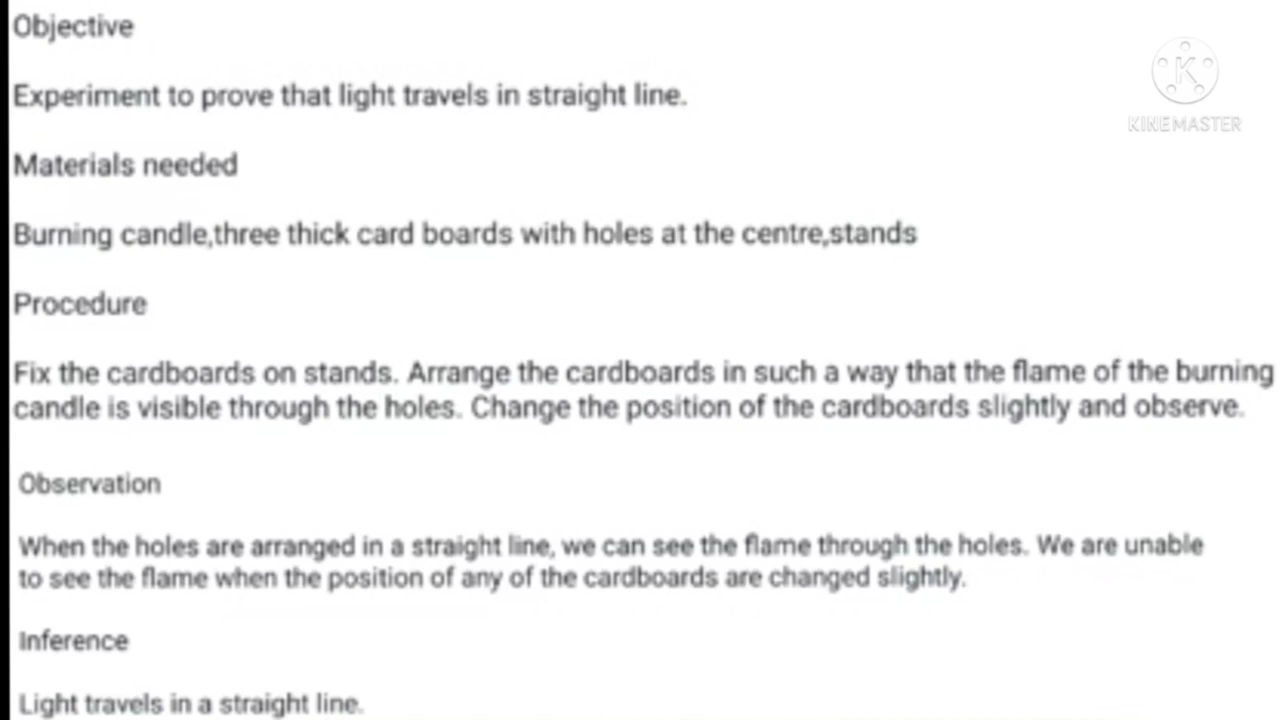 Objective
KINEMASTER
Experiment to prove that light travels in straight line.
Materials needed
Burning candle,three thick card boards with holes at the centre,stands
Procedure
Fix the cardboards on stands. Arrange the cardboards in such a way that the flame of the burning
candle is visible through the holes. Change the position of the cardboards slightly and observe.
Observation
When the holes are arranged in a straight line, we can see the flame through the holes. We are unable
to see the flame when the position of any of the cardboards are changed slightly.
Inference
Light travels in a straight line.